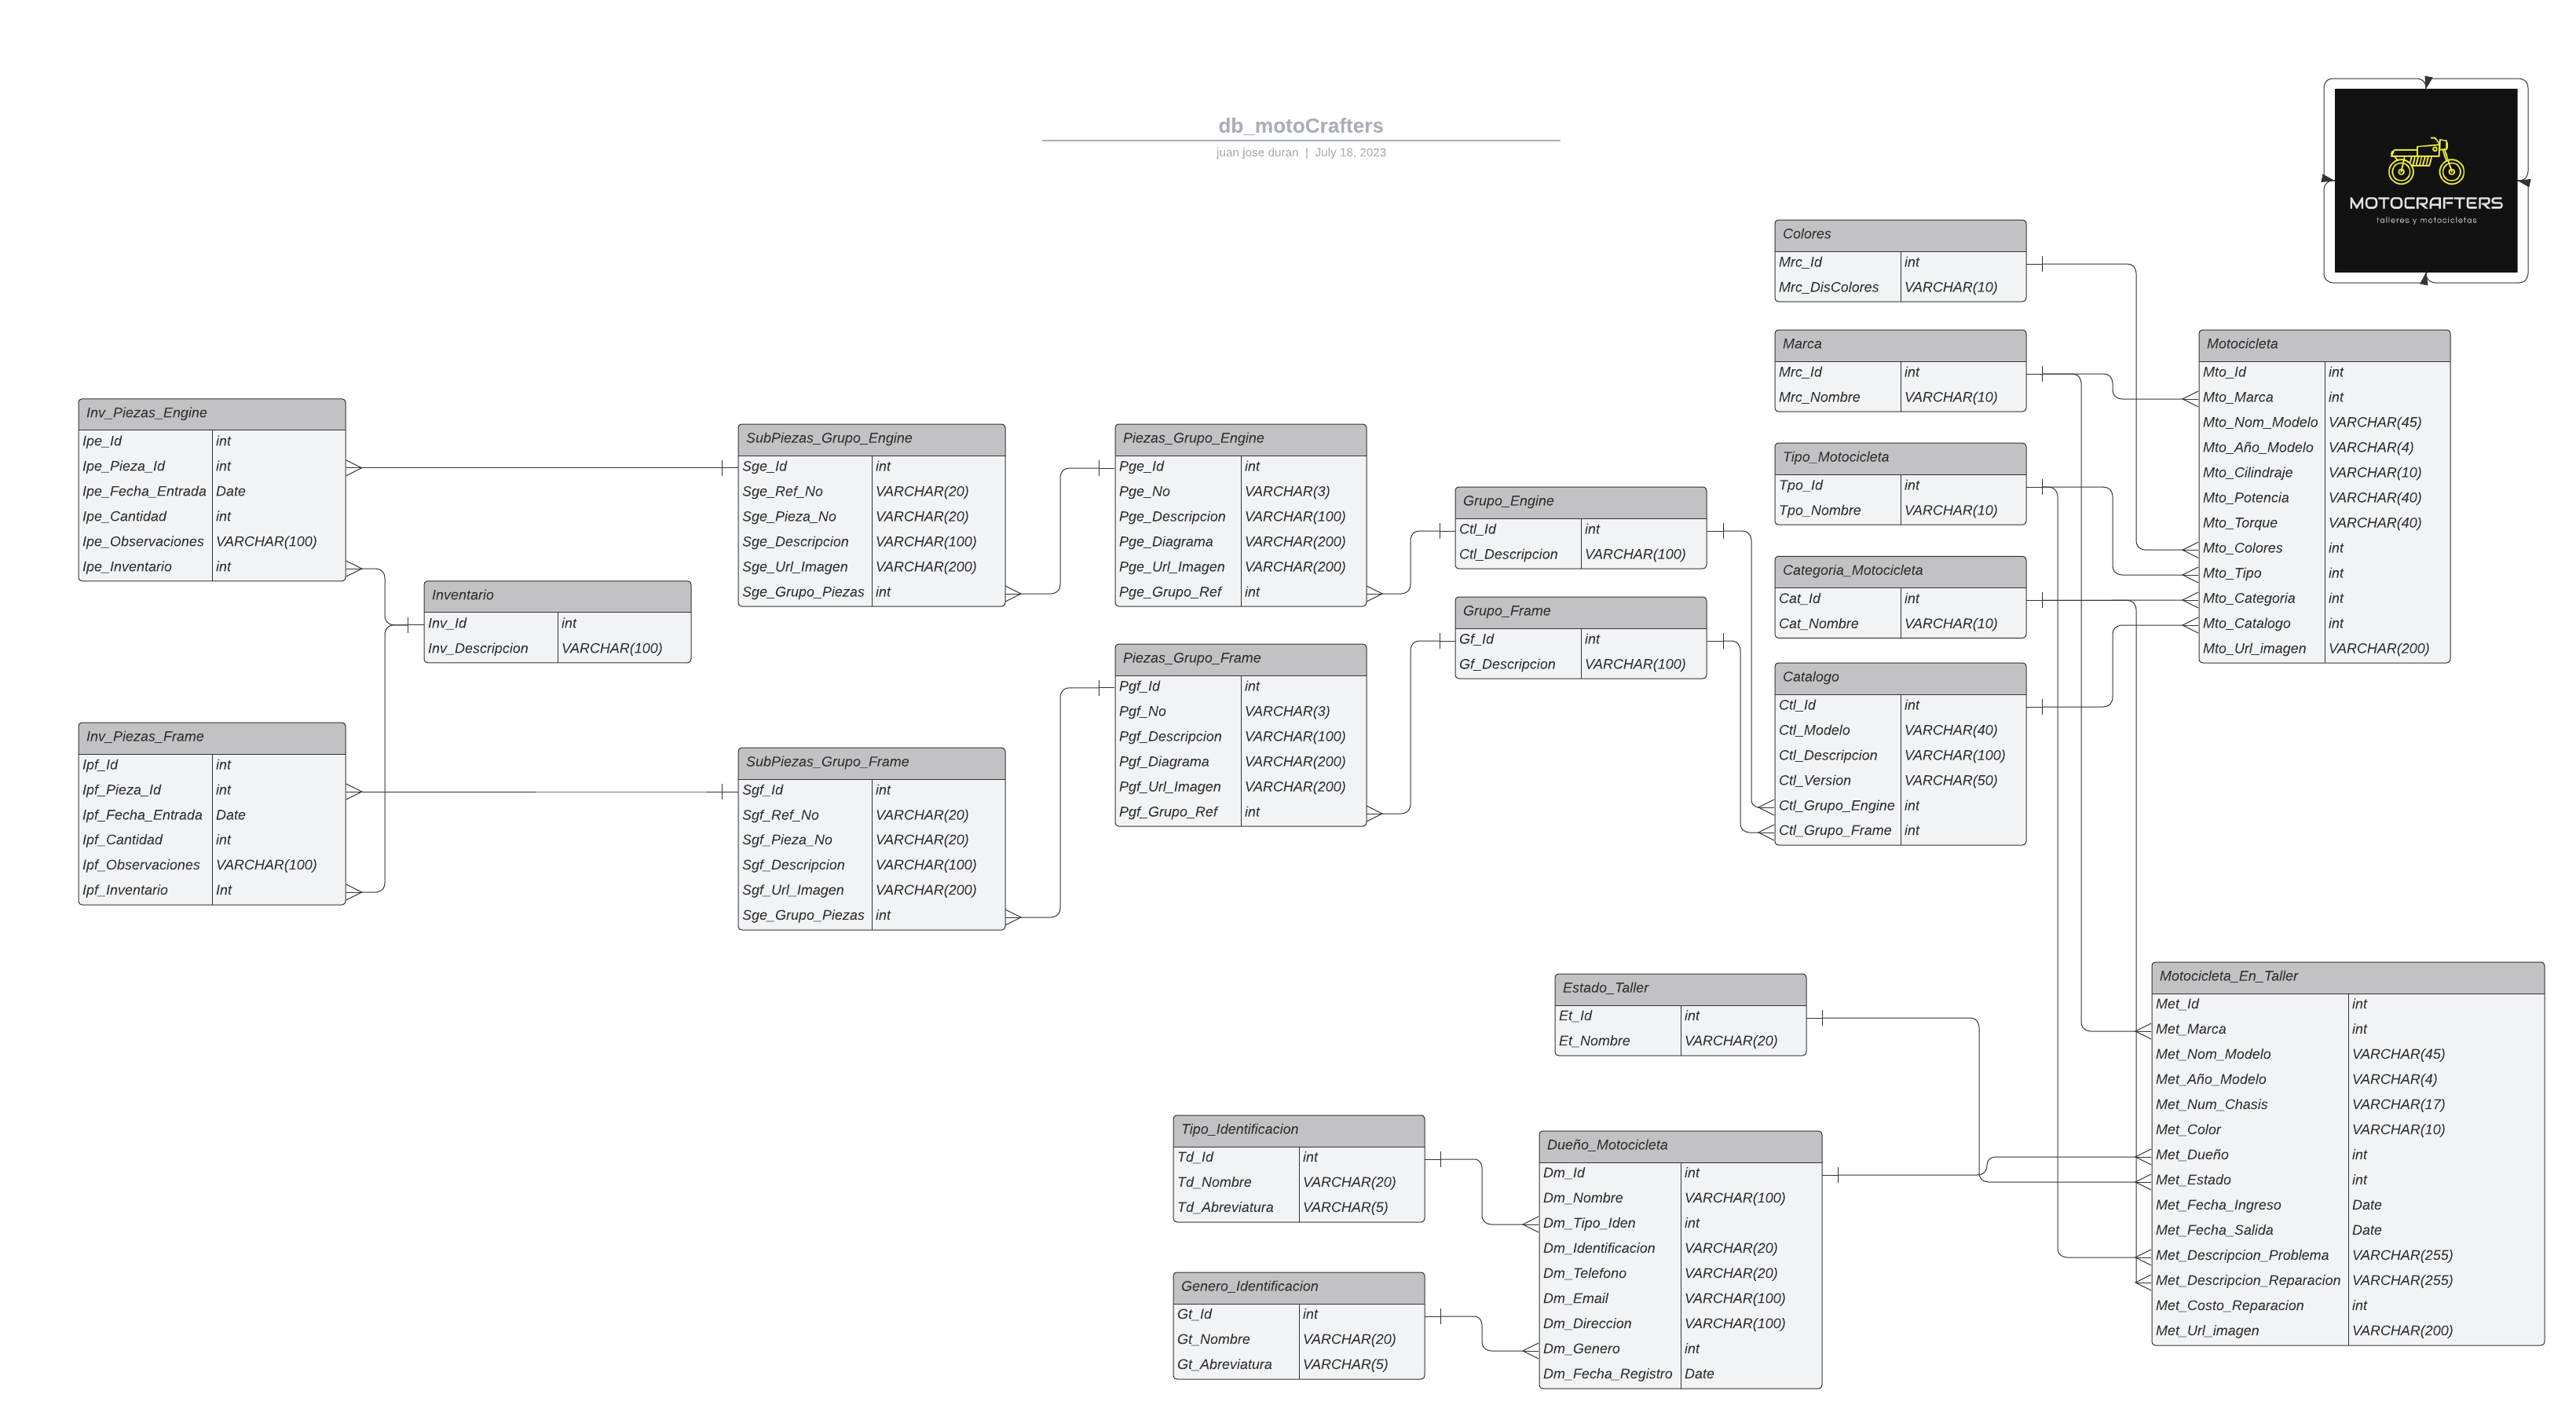 db_motoCrafters
juan jose duran | July 18, 2023
MOTOCRAFTERS
talleres y motocicletas
Colores
Mrc_Id int
Mrc_DisColores VARCHAR(10)
Marca
Mrc_Id int
Mrc_Nombre VARCHAR(10)
Tipo_Motocicleta
Tpo_Id int
Tpo_Nombre VARCHAR(10)
Categoria_Motocicleta
Cat_Id int
Cat_Nombre VARCHAR(10)
Catalogo
Ctl_Id int
Ctl_Modelo VARCHAR(40)
Ctl_Descripcion VARCHAR(100)
Ctl_Version VARCHAR(50)
Ctl_Grupo_Engine int
Ctl_Grupo_Frame int
Motocicleta
Mto_Id int
Mto_Marca int
Mto_Nom_Modelo VARCHAR(45)
Mto_Año_Modelo VARCHAR(4)
Mto_Cilindraje VARCHAR(10)
Mto_Potencia VARCHAR(40)
Mto_Torque VARCHAR(40)
Mto_Colores int
Mto_Tipo int
Mto_Categoria int
Mto_Catalogo int
Mto_Url_imagen VARCHAR(200)
Inv_Piezas_Engine
Ipe_Id int
Ipe_Pieza_Id int
Ipe_Fecha_Entrada Date
Ipe_Cantidad int
Ipe_Observaciones VARCHAR(100)
Ipe_Inventario int
Inventario
Inv_Id int
Inv_Descripcion VARCHAR(100)
Inv_Piezas_Frame
Ipf_Id int
Ipf_Pieza_Id int
Ipf_Fecha_Entrada Date
Ipf_Cantidad int
Ipf_Observaciones VARCHAR(100)
Ipf_Inventario Int
SubPiezas_Grupo_Engine
Sge_Id int
Sge_Ref_No VARCHAR(20)
Sge_Pieza_No VARCHAR(20)
Sge_Descripcion VARCHAR(100)
Sge_Url_Imagen VARCHAR(200)
Sge_Grupo_Piezas int
SubPiezas_Grupo_Frame
Sgf_Id int
Sgf_Ref_No VARCHAR(20)
Sgf_Pieza_No VARCHAR(20)
Sgf_Descripcion VARCHAR(100)
Sgf_Url_Imagen VARCHAR(200)
Sge_Grupo_Piezas int
Piezas_Grupo_Engine
Pge_Id int
Pge_No VARCHAR(3)
Pge_Descripcion VARCHAR(100)
Pge_Diagrama VARCHAR(200)
Pge_Url_Imagen VARCHAR(200)
Pge_Grupo_Ref int
Piezas_Grupo_Frame
Pgf_Id int
Pgf_No VARCHAR(3)
Pgf_Descripcion VARCHAR(100)
Pgf_Diagrama VARCHAR(200)
Pgf_Url_Imagen VARCHAR(200)
Pgf_Grupo_Ref int
Grupo_Engine
Ctl_Id int
Ctl_Descripcion VARCHAR(100)
Grupo_Frame
Gf_Id int
Gf_Descripcion VARCHAR(100)
Estado_Taller
Et_Id int
Et_Nombre VARCHAR(20)
Tipo_Identificacion
Td_Id int
Td_Nombre VARCHAR(20)
Td_Abreviatura VARCHAR(5)
Genero_Identificacion
Gt_Id int
Gt_Nombre VARCHAR(20)
Gt_Abreviatura VARCHAR(5)
Dueño_Motocicleta
Dm_Id int
Dm_Nombre VARCHAR(100)
Dm_Tipo_Iden int
Dm_Identificacion VARCHAR(20)
Dm_Telefono VARCHAR(20)
Dm_Email VARCHAR(100)
Dm_Direccion VARCHAR(100)
Dm_Genero int
Dm_Fecha_Registro Date
Motocicleta_En_Taller
Met_Id int
Met_Marca int
Met_Nom_Modelo VARCHAR(45)
Met_Año_Modelo VARCHAR(4)
Met_Num_Chasis VARCHAR(17)
Met_Color VARCHAR(10)
Met_Dueño int
Met_Estado int
Met_Fecha_Ingreso Date
Met_Fecha_Salida Date
Met_Descripcion_Problema VARCHAR(255)
Met_Descripcion_Reparacion VARCHAR(255)
Met_Costo_Reparacion int
Met_Url_imagen VARCHAR(200)